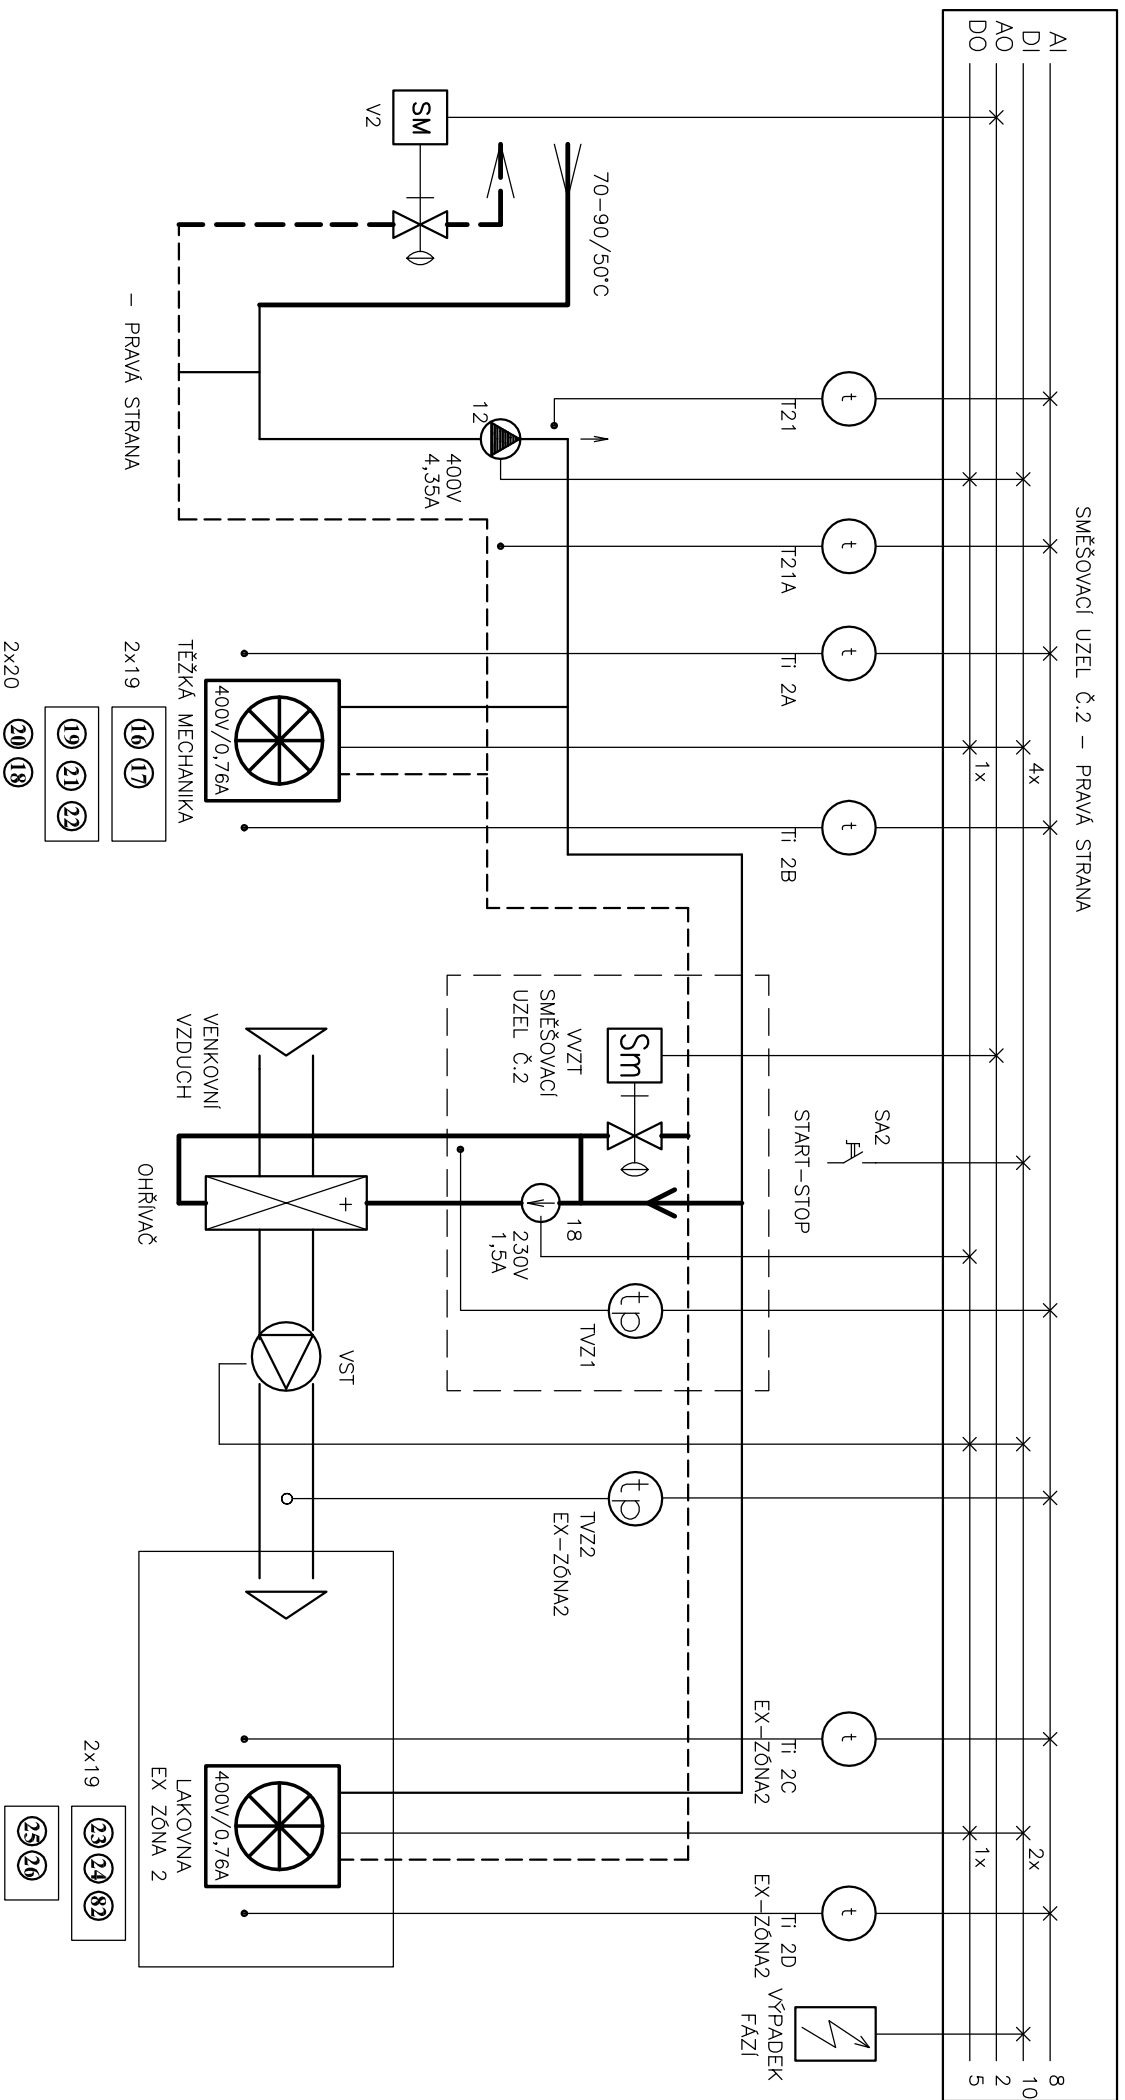 SMĚŠOVACÍ UZEL Č.2 – PRAVÁ STRANA
AI
DI
AO
DO
8
10
2
5
4x
1x
2x
1x
SM
V2
70–90/50°C
– PRAVÁ STRANA
t
T21
12
400V
4,35A
t
T21A
t
Ti 2A
t
Ti 2B
400V/0,76A
TĚŽKÁ MECHANIKA
2x19
16 17
19 21 22
2x20
20 18
SA2
START–STOP
Sm
VVZT
SMĚŠOVACÍ
UZEL Č.2
18
230V
1,5A
tp
TVZ1
VENKOVNÍ
VZDUCH
+
OHŘÍVAČ
VST
tp
TVZ2
EX–ZÓNA2
t
Ti 2C
EX–ZÓNA2
t
Ti 2D
EX–ZÓNA2
VÝPADEK
FÁZÍ
400V/0,76A
LAKOVNA
EX ZÓNA 2
2x19
23 24 82
25 26